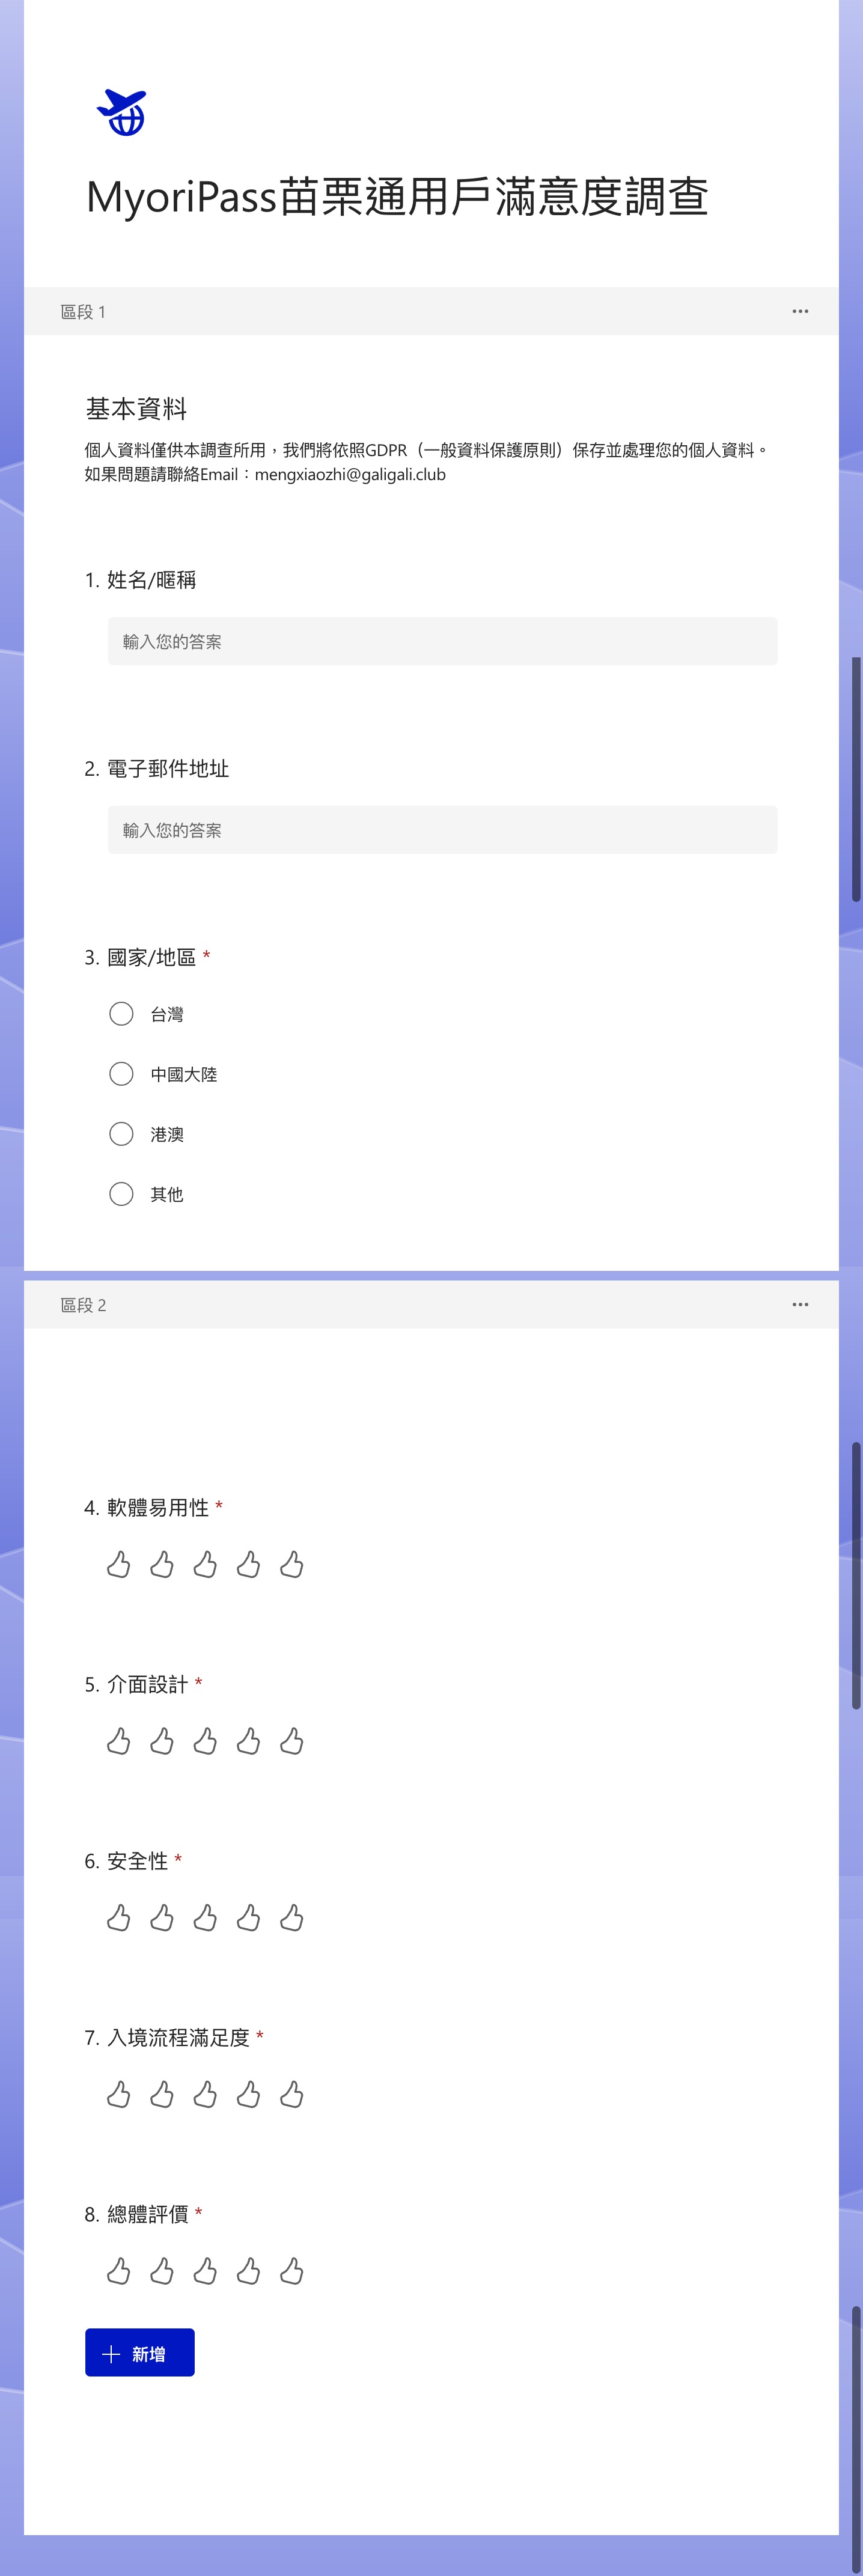 MyoriPass苗栗通用戶滿意度調查
區段 1
基本資料
個人資料僅供本調查所用，我們將依照GDPR（一般資料保護原則）保存並處理您的個人資料。
如果問題請聯絡Email：mengxiaozhi@galigali.club
1. 姓名/暱稱
輸入您的答案
2. 電子郵件地址
輸入您的答案
3. 國家/地區 *
台灣
中國大陸
港澳
其他
區段 2
4. 軟體易用性 *
5. 介面設計 *
6. 安全性 *
7. 入境流程滿足度 *
8. 總體評價 *
新增